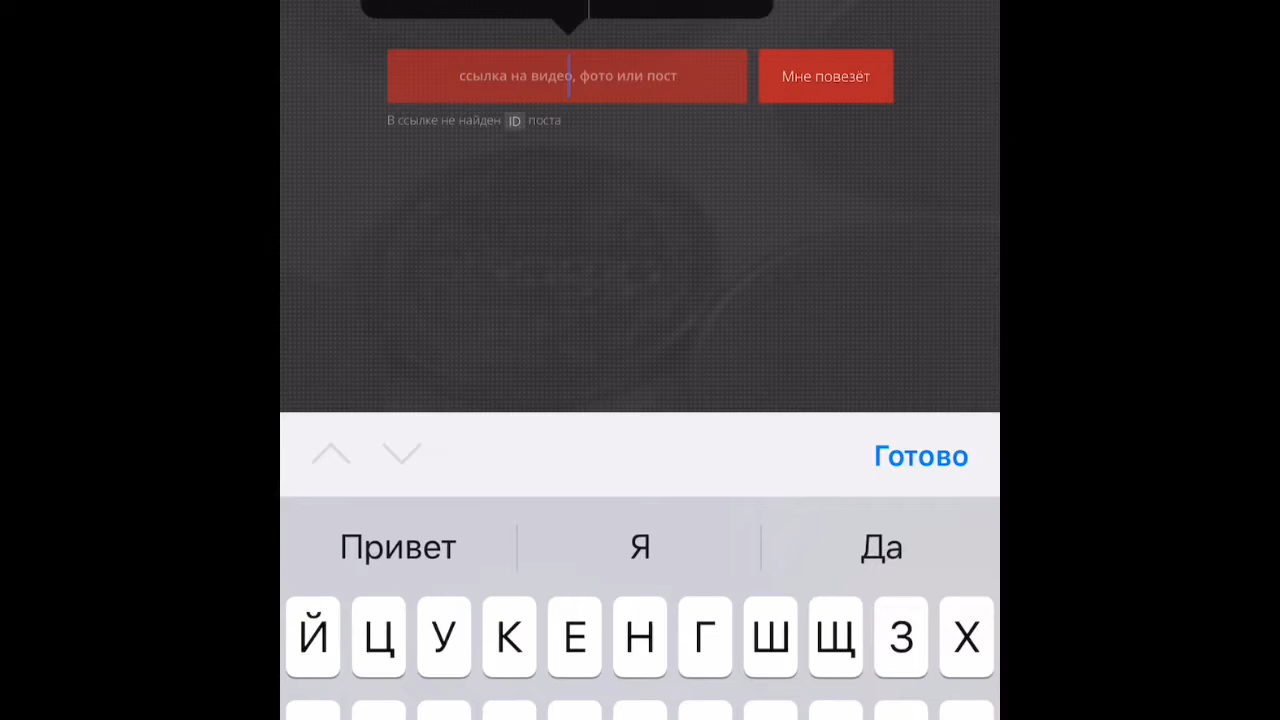 ссылка на видео, фото или пост
Мне повезёт
В ссылке не найден ID поста
Готово
Привет Я Да
Й Ц У К Е Н Г Ш Щ З Х